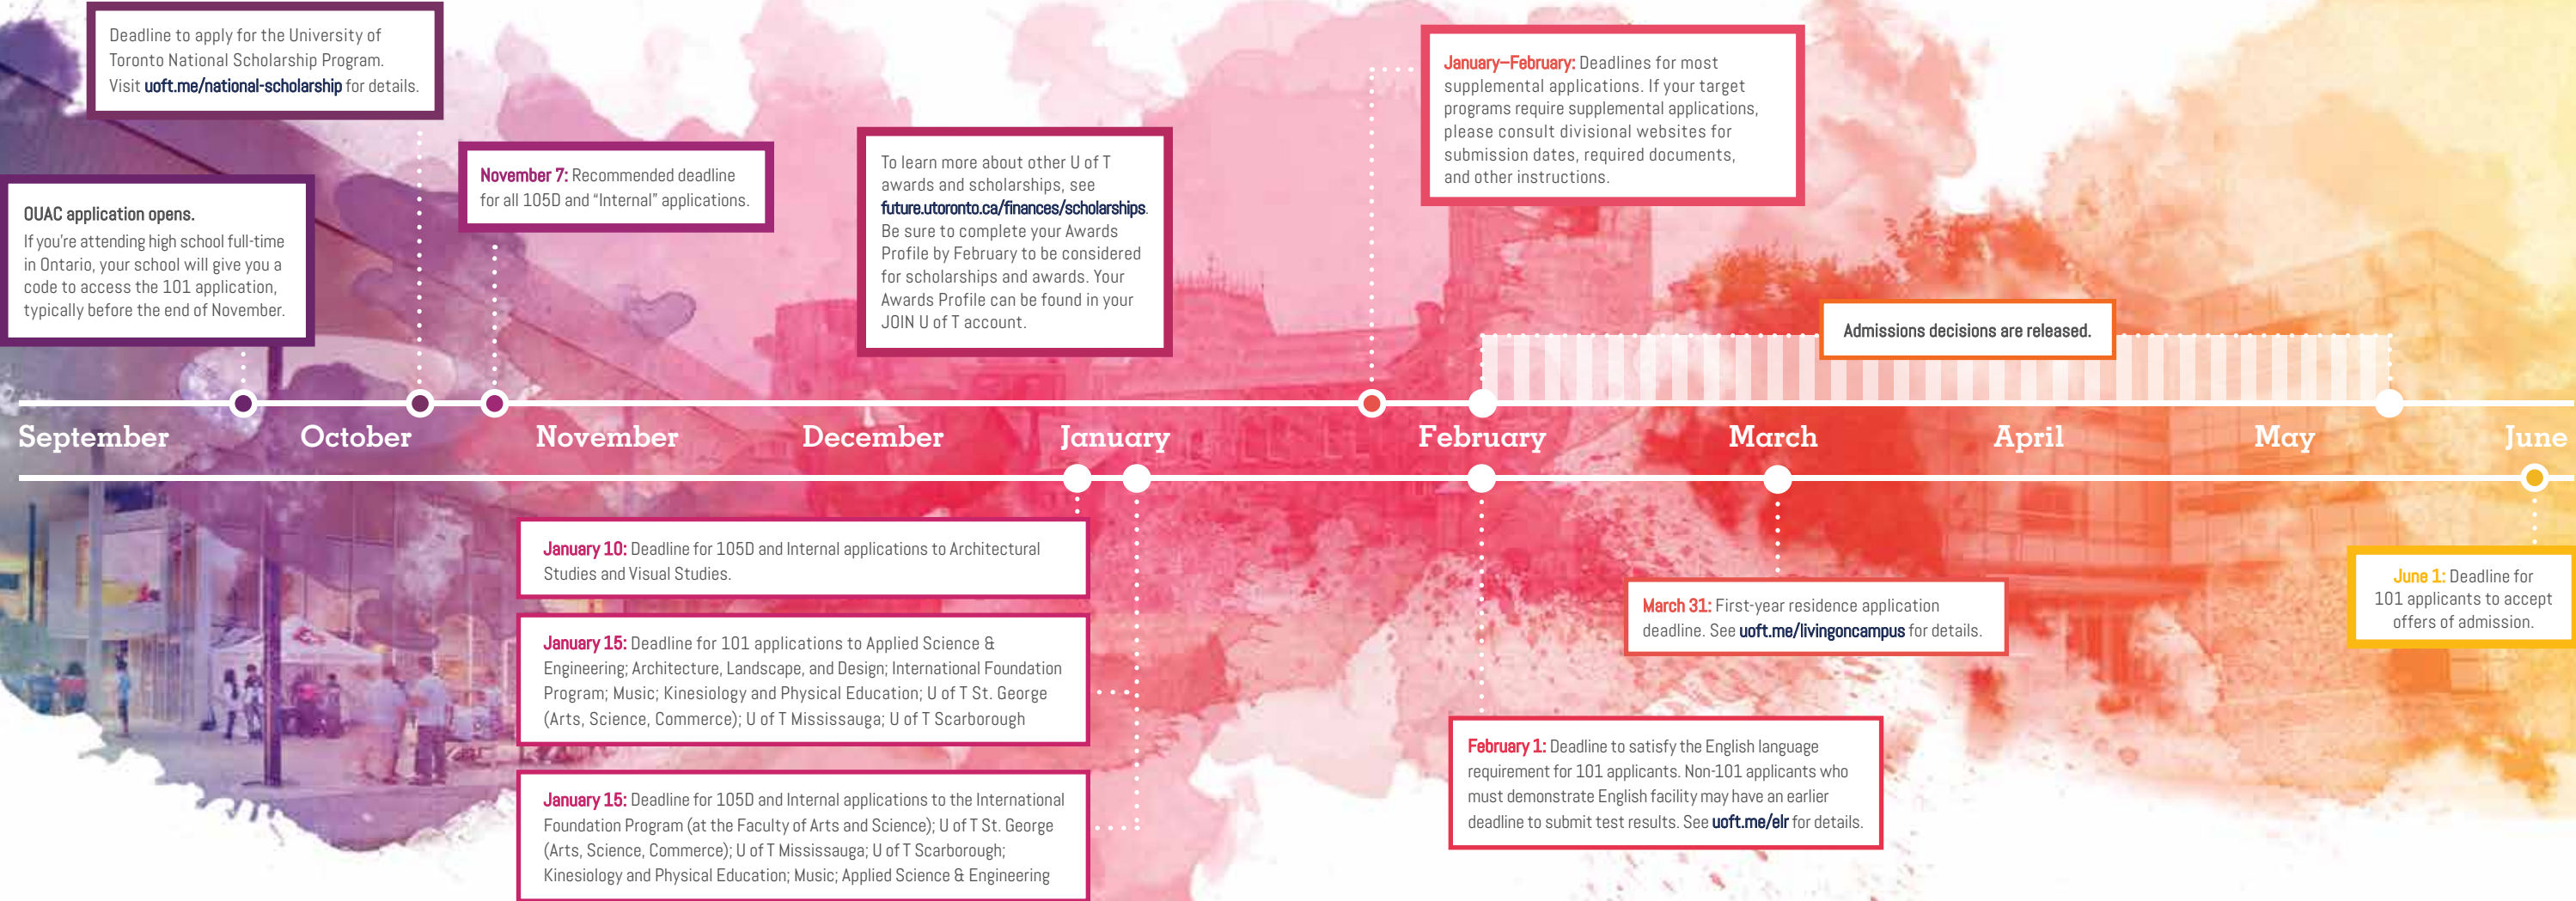 Deadline to apply for the University of
Toronto National Scholarship Program.
Visit uoft.me/national-scholarship for details.
OUAC application opens.
If you're attending high school full-time
in Ontario, your school will give you a
code to access the 101 application,
typically before the end of November.
November 7: Recommended deadline
for all 105D and “Internal” applications.
To learn more about other U of T
awards and scholarships, see
future.utoronto.ca/finances/scholarships.
Be sure to complete your Awards
Profile by February to be considered
for scholarships and awards. Your
Awards Profile can be found in your
JOIN U of T account.
January–February: Deadlines for most
supplemental applications. If your target
programs require supplemental applications,
please consult divisional websites for
submission dates, required documents,
and other instructions.
Admissions decisions are released.
September October November December January February March April May June
January 10: Deadline for 105D and Internal applications to Architectural
Studies and Visual Studies.
January 15: Deadline for 101 applications to Applied Science &
Engineering; Architecture, Landscape, and Design; International Foundation
Program; Music; Kinesiology and Physical Education; U of T St. George
(Arts, Science, Commerce); U of T Mississauga; U of T Scarborough
January 15: Deadline for 105D and Internal applications to the International
Foundation Program (at the Faculty of Arts and Science); U of T St. George
(Arts, Science, Commerce); U of T Mississauga; U of T Scarborough;
Kinesiology and Physical Education; Music; Applied Science & Engineering
February 1: Deadline to satisfy the English language
requirement for 101 applicants. Non-101 applicants who
must demonstrate English facility may have an earlier
deadline to submit test results. See uoft.me/elr for details.
March 31: First-year residence application
deadline. See uoft.me/livingoncampus for details.
June 1: Deadline for
101 applicants to accept
offers of admission.